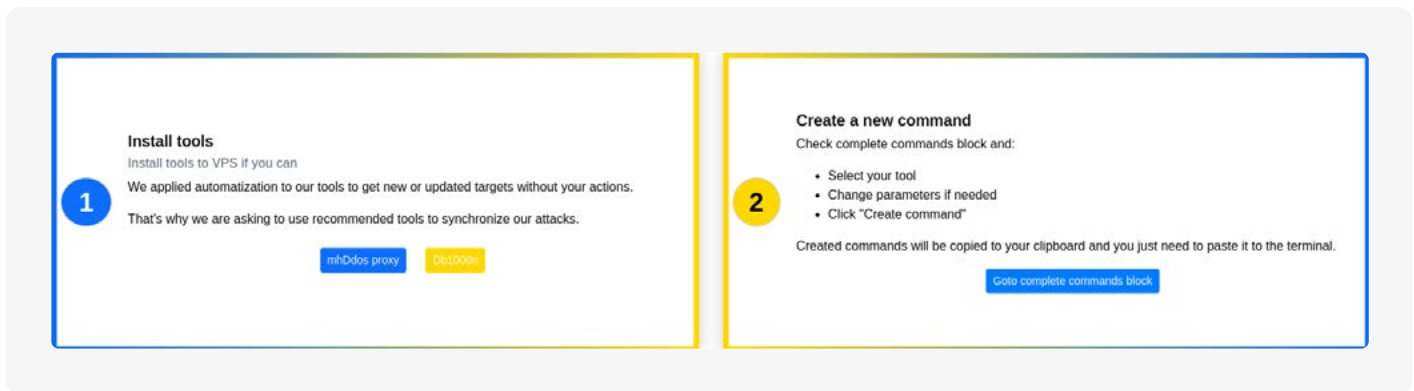 1
Install tools
Install tools to VPS if you can
We applied automatization to our tools to get new or updated targets without your actions.
That's why we are asking to use recommended tools to synchronize our attacks.
mhDdos proxy
Db1000n
2
Create a new command
Check complete commands block and:
• Select your tool
• Change parameters if needed
• Click "Create command"
Created commands will be copied to your clipboard and you just need to paste it to the terminal.
Goto complete commands block